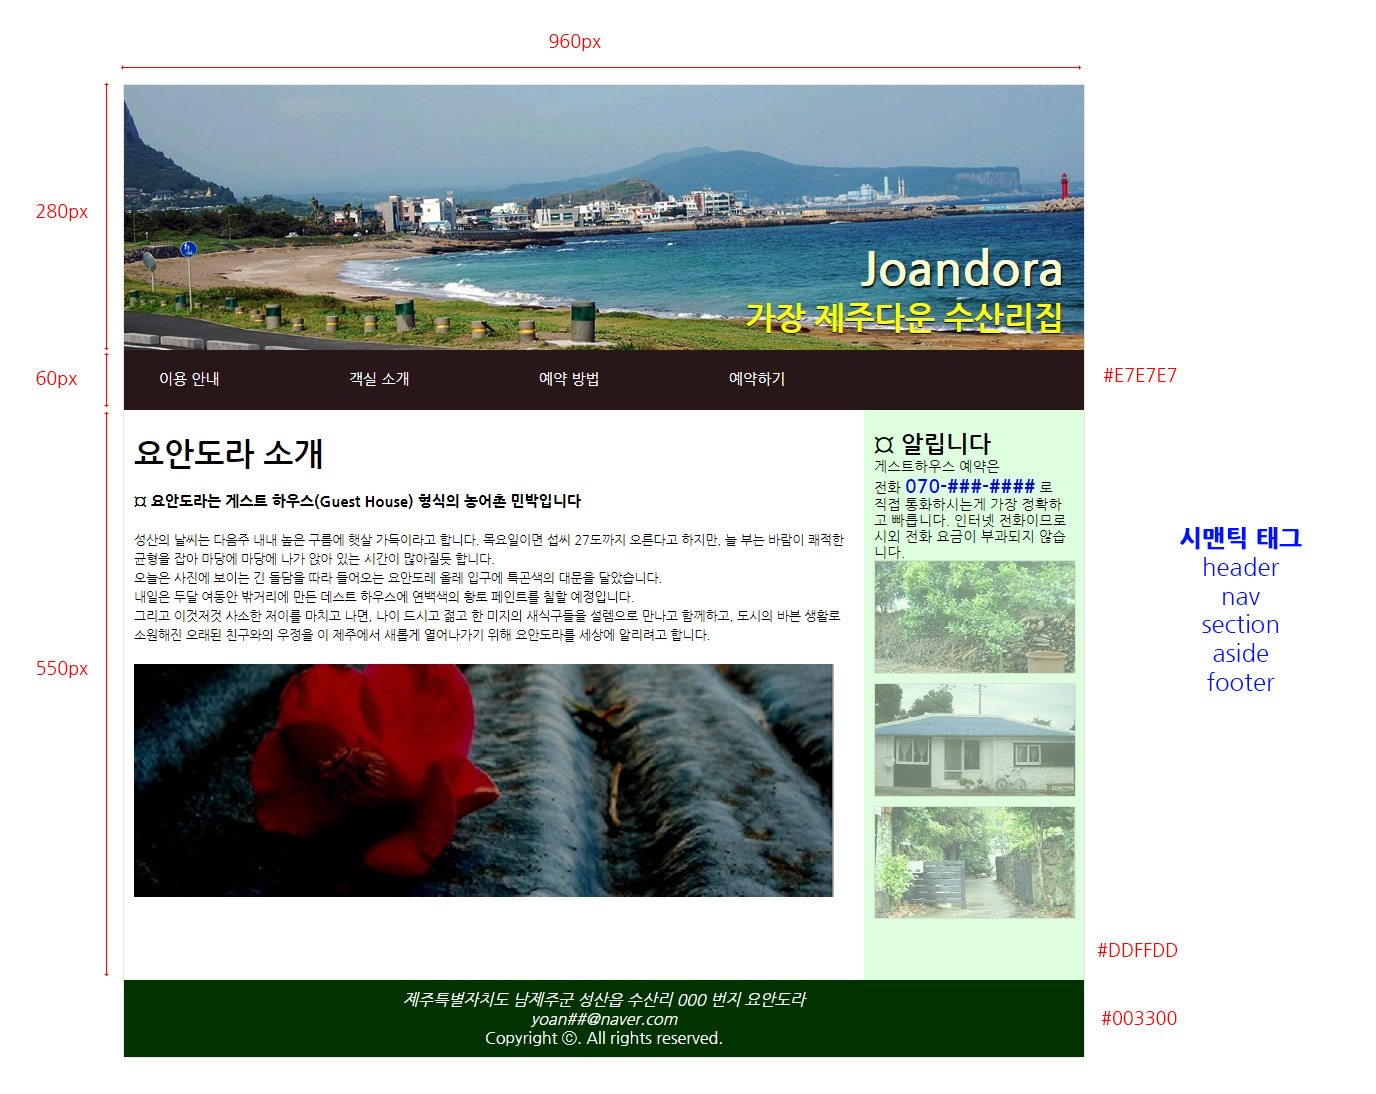 960px
280px
Joandora
가장 제주다운 수산리집
60px
이용 안내
객실 소개
예약 방법
예약하기
#E7E7E7
요안도라 소개
¤ 요안도라는 게스트 하우스(Guest House) 형식의 농어촌 민박입니다
성산의 날씨는 다음주 내내 높은 구름에 햇살 가득이라고 합니다. 목요일이면 섭씨 27도까지 오른다고 하지만, 늘 부는 바람이 쾌적한
균형을 잡아 마당에 마당에 나가 앉아 있는 시간이 많아질듯 합니다.
오늘은 사진에 보이는 긴 돌담을 따라 들어오는 요안도레 올레 입구에 특곤색의 대문을 달았습니다.
내일은 두달 여동안 밖거리에 만든 데스트 하우스에 연백색의 황토 페인트를 칠할 예정입니다.
그리고 이것저것 사소한 저이를 마치고 나면, 나이 드시고 젊고 한 미지의 새식구들을 설렘으로 만나고 함께하고, 도시의 바쁜 생활로
소원해진 오래된 친구와의 우정을 이 제주에서 새롭게 열어나가기 위해 요안도라를 세상에 알리려고 합니다.
550px
¤ 알립니다
게스트하우스 예약은
전화 070-###-#### 로
직접 통화하시는게 가장 정확하
고 빠릅니다. 인터넷 전화이므로
시외 전화 요금이 부과되지 않습
니다.
시맨틱 태그
header
nav
section
aside
footer
#DDFFDD
제주특별자치도 남제주군 성산읍 수산리 000 번지 요안도라
yoan##@naver.com
Copyright ⓒ. All rights reserved.
#003300